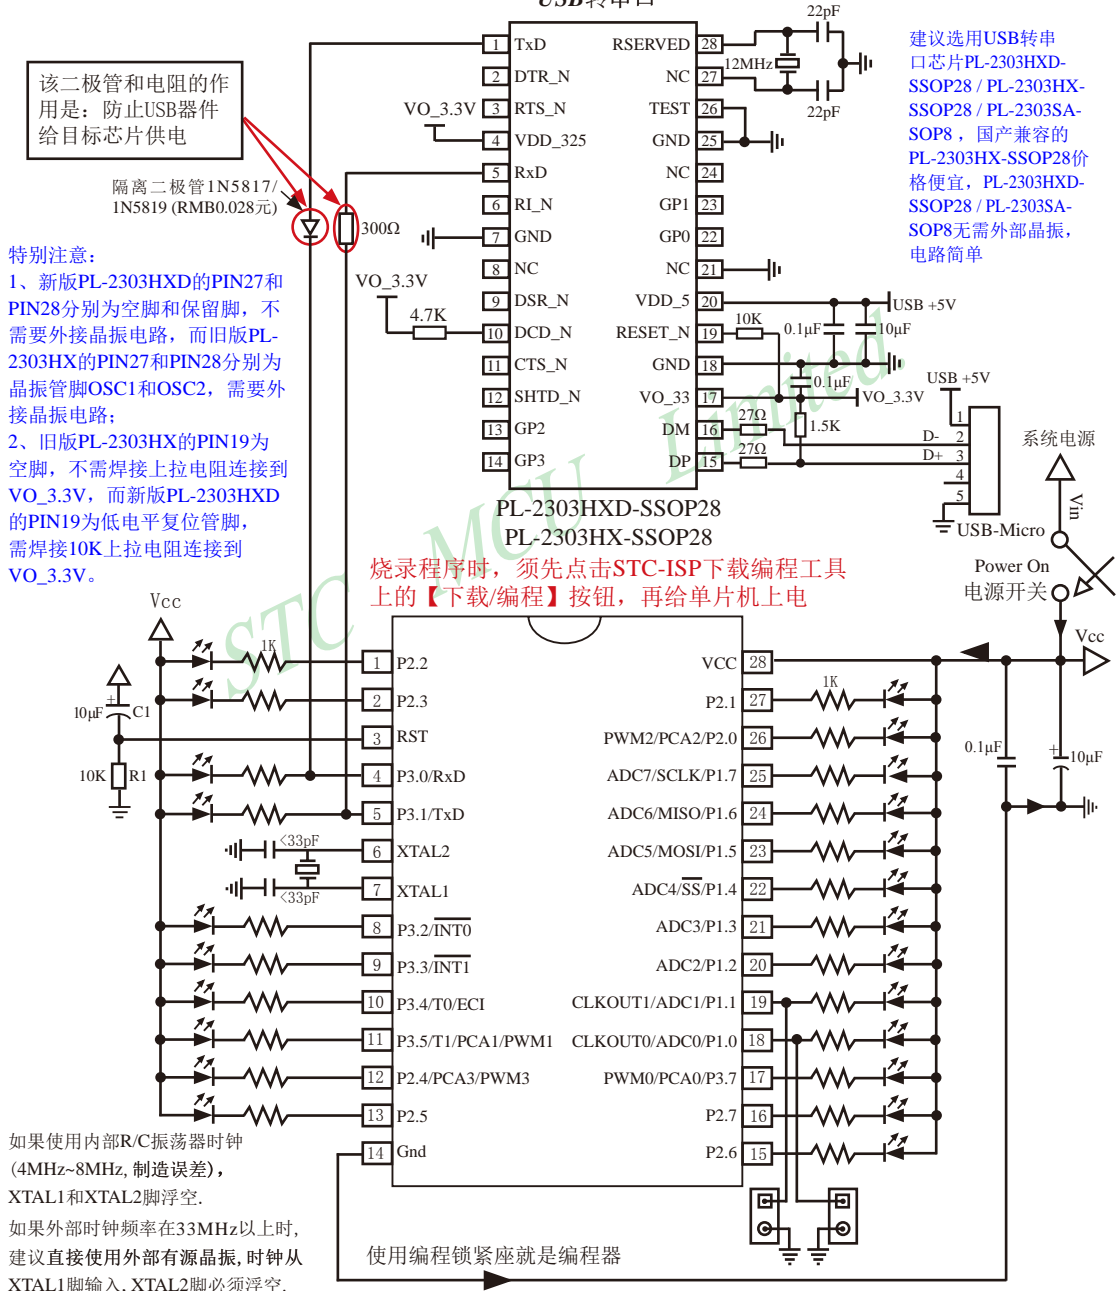 USB转串口
该二极管和电阻的作
用是：防止USB器件
给目标芯片供电
隔离二极管1N5817/
1N5819 (RMB0.028元)
300Ω
特别注意：
1、新版PL-2303HXD的PIN27和
PIN28分别为空脚和保留脚，不
需要外接晶振电路，而旧版PL-
2303HX的PIN27和PIN28分别为
晶振管脚OSC1和OSC2，需要外
接晶振电路；
2、旧版PL-2303HX的PIN19为
空脚，不需焊接上拉电阻连接到
VO_3.3V，而新版PL-2303HXD
的PIN19为低电平复位管脚，
需焊接10K上拉电阻连接到
VO_3.3V。
VO_3.3V
VO_3.3V
4.7K
1 TxD
2 DTR_N
3 RTS_N
4 VDD_325
5 RxD
6 RI_N
7 GND
8 NC
9 DSR_N
10 DCD_N
11 CTS_N
12 SHTD_N
13 GP2
14 GP3
RSERVED 28
NC 27
TEST 26
GND 25
NC 24
GP1 23
GP0 22
NC 21
VDD_5 20
RESET_N 19
GND 18
VO_33 17
DM 16
DP 15
22pF
12MHz
22pF
建议选用USB转串
口芯片PL-2303HXD-
SSOP28 / PL-2303HX-
SSOP28 / PL-2303SA-
SOP8，国产兼容的
PL-2303HX-SSOP28价
格便宜，PL-2303HXD-
SSOP28 / PL-2303SA-
SOP8无需外部晶振，
电路简单
USB +5V
10K
0.1μF
10μF
0.1μF
VO_3.3V
USB +5V
27Ω
27Ω
1.5K
D-
D+
1
2
3
4
5
USB-Micro
系统电源
Vin
Power On
电源开关
Vcc
PL-2303HXD-SSOP28
PL-2303HX-SSOP28
STC MCU Limited.
烧录程序时，须先点击STC-ISP下载编程工具
上的【下载/编程】按钮，再给单片机上电
Vcc
1K
10μF
+
C1
10K
R1
<33pF
<33pF
1 P2.2
2 P2.3
3 RST
4 P3.0/RxD
5 P3.1/TxD
6 XTAL2
7 XTAL1
8 P3.2/INT0
9 P3.3/INT1
10 P3.4/T0/ECI
11 P3.5/T1/PCA1/PWM1
12 P2.4/PCA3/PWM3
13 P2.5
14 Gnd
VCC 28
P2.1 27
PWM2/PCA2/P2.0 26
ADC7/SCLK/P1.7 25
ADC6/MISO/P1.6 24
ADC5/MOSI/P1.5 23
ADC4/SS/P1.4 22
ADC3/P1.3 21
ADC2/P1.2 20
CLKOUT1/ADC1/P1.1 19
CLKOUT0/ADC0/P1.0 18
PWM0/PCA0/P3.7 17
P2.7 16
P2.6 15
1K
0.1μF
+
10μF
如果使用内部R/C振荡器时钟
(4MHz~8MHz, 制造误差)，
XTAL1和XTAL2脚浮空.
如果外部时钟频率在33MHz以上时,
建议直接使用外部有源晶振, 时钟从
XTAL1脚输入, XTAL2脚必须浮空.
使用编程锁紧座就是编程器